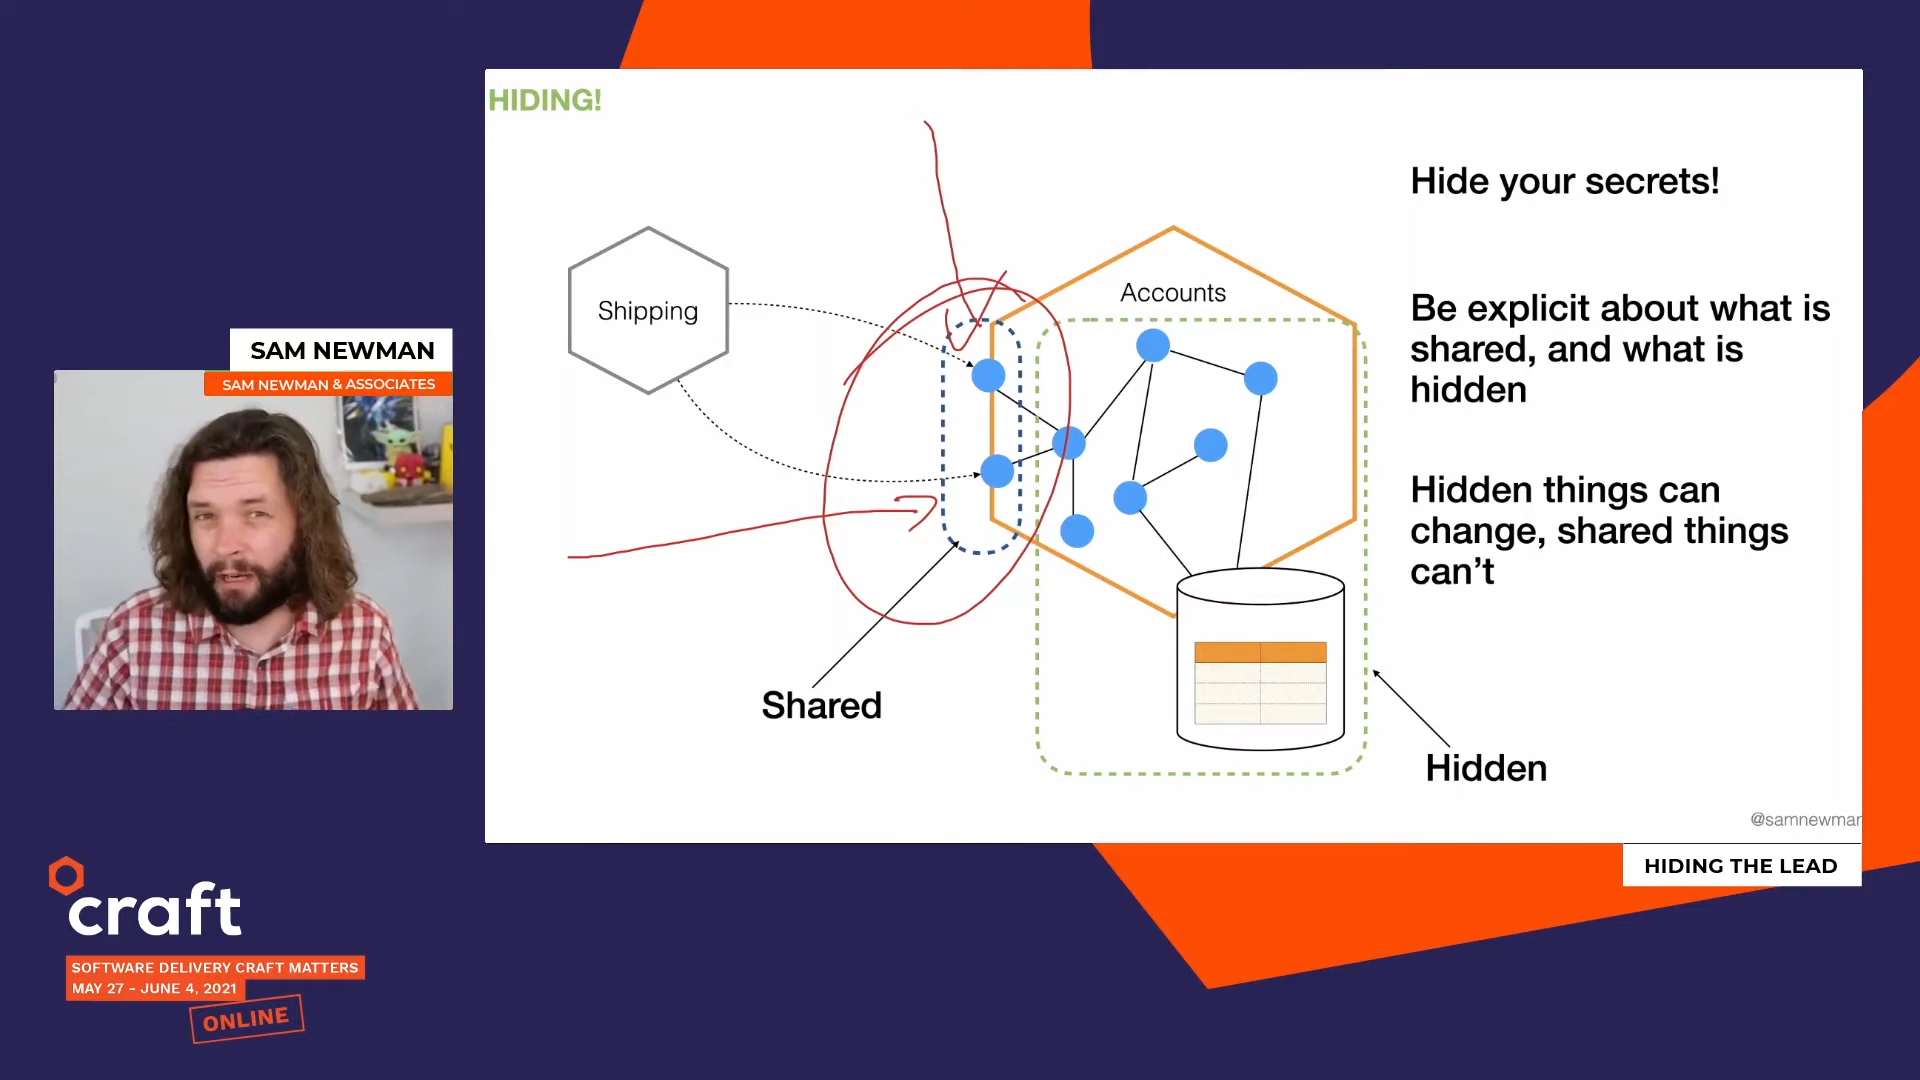 HIDING!
Hide your secrets!
Shipping
Accounts
Be explicit about what is
shared, and what is
hidden
SAM NEWMAN
SAM NEWMAN & ASSOCIATES
Hidden things can
change, shared things
can’t
Shared
Hidden
@samnewman
HIDING THE LEAD
craft
SOFTWARE DELIVERY CRAFT MATTERS
MAY 27 - JUNE 4, 2021
ONLINE